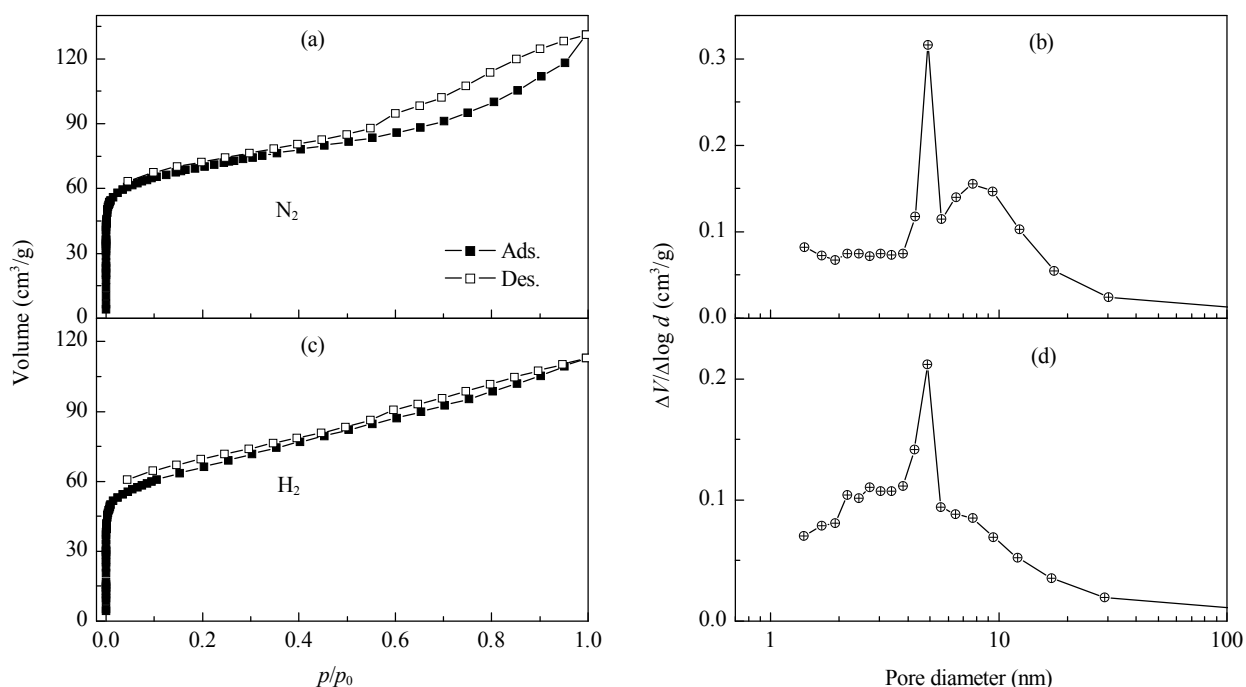 (a)
120
90
60
30
0
N₂
Ads.
Des.
(c)
120
90
60
30
0
H₂
0.0 0.2 0.4 0.6 0.8 1.0
p/p₀
Volume (cm³/g)
(b)
0.3
0.2
0.1
0.0
(d)
0.2
0.1
0.0
1 10 100
Pore diameter (nm)
ΔV/Δlog d (cm³/g)